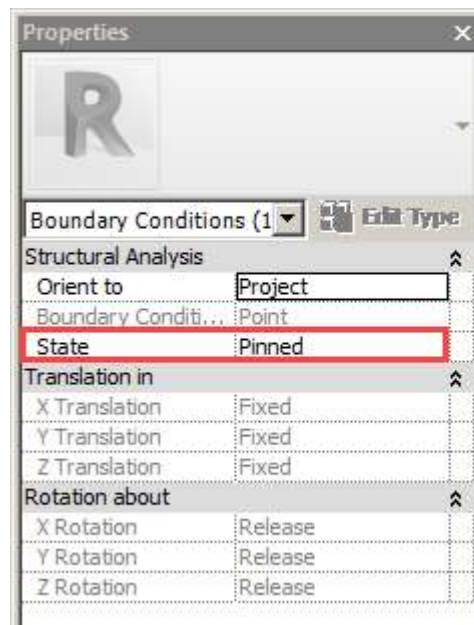 Properties
R
Boundary Conditions (1 Edit Type
Structural Analysis
Orient to Project
Boundary Conditi... Point
State Pinned
Translation in
X Translation Fixed
Y Translation Fixed
Z Translation Fixed
Rotation about
X Rotation Release
Y Rotation Release
Z Rotation Release